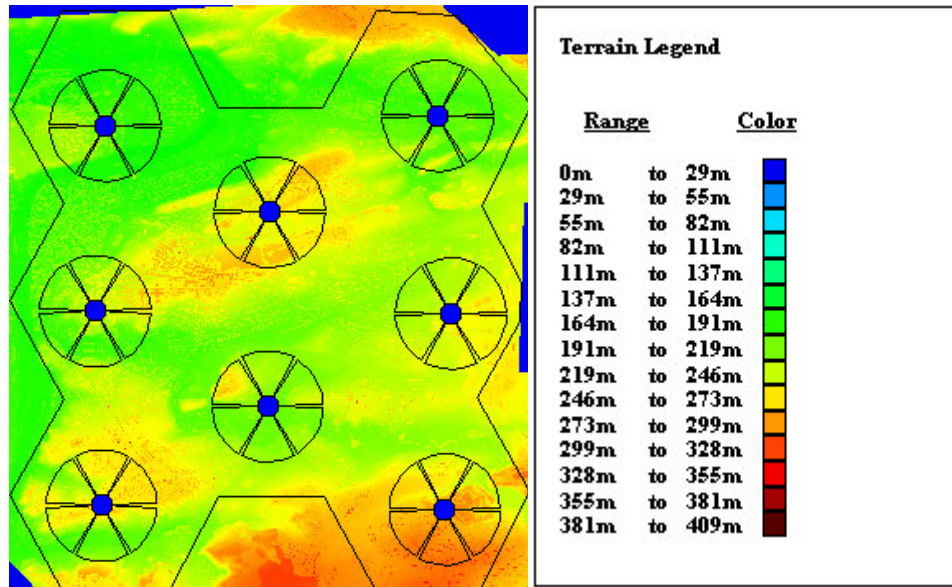 Terrain Legend
Range Color
0m to 29m
29m to 55m
55m to 82m
82m to 111m
111m to 137m
137m to 164m
164m to 191m
191m to 219m
219m to 246m
246m to 273m
273m to 299m
299m to 328m
328m to 355m
355m to 381m
381m to 409m